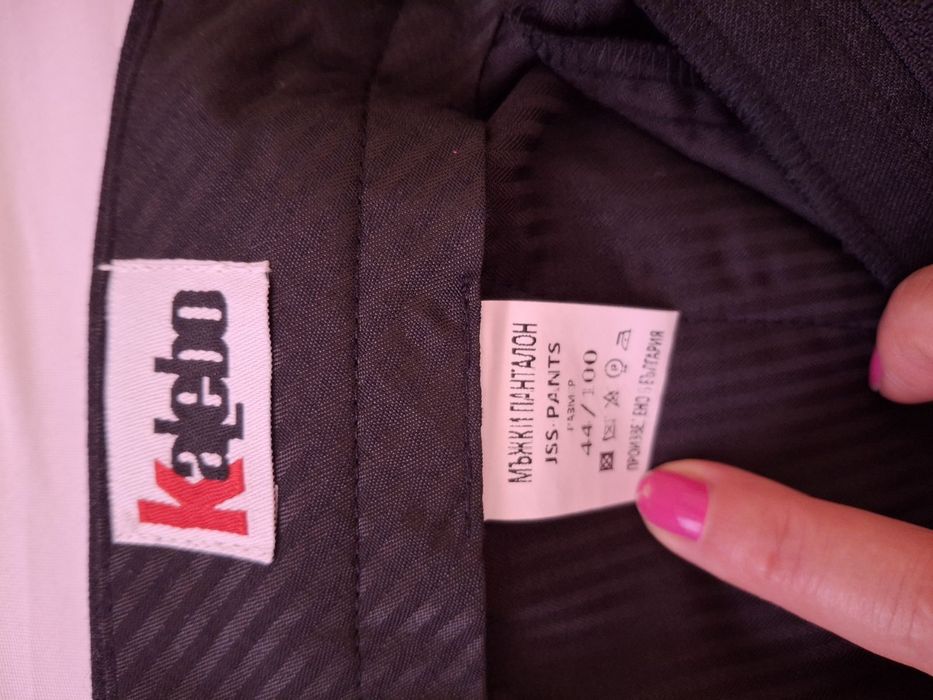 Kalebo
МЪЖКИ ПАНТАЛОН
JSS-PANTS
РАЗМЕР
44/100
ПРОИЗВЕДЕНО В БЪЛГАРИЯ